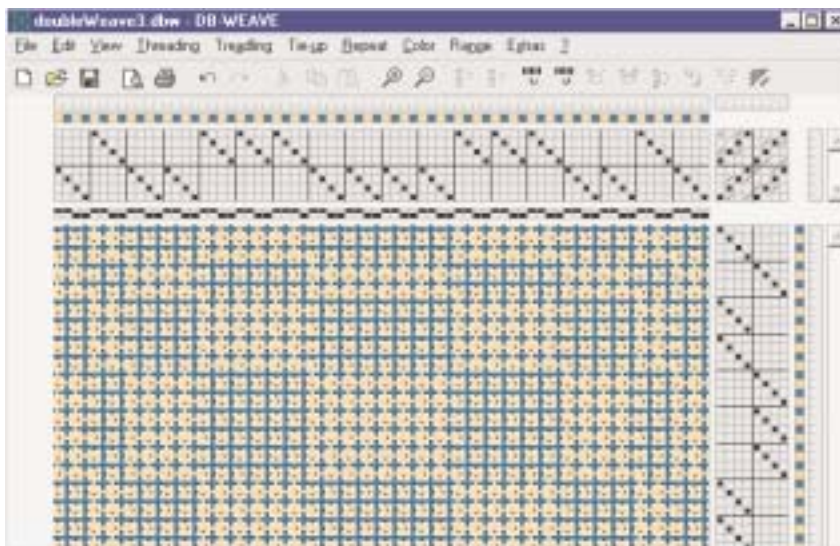 doubleWeave3.dbw - DB-WEAVE
File Edit View Threading Treadling Tie-up Repeat Color Range Extras ?